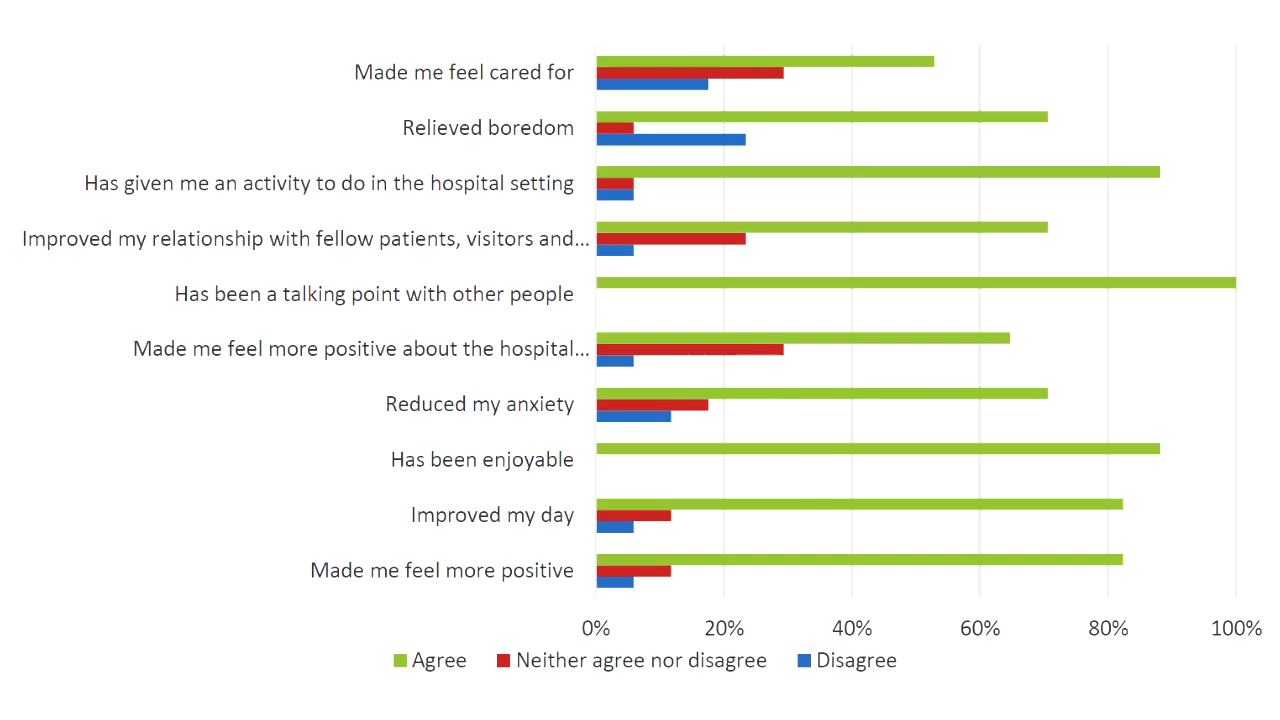 Made me feel cared for
Relieved boredom
Has given me an activity to do in the hospital setting
Improved my relationship with fellow patients, visitors and...
Has been a talking point with other people
Made me feel more positive about the hospital...
Reduced my anxiety
Has been enjoyable
Improved my day
Made me feel more positive
0% 20% 40% 60% 80% 100%
Agree Neither agree nor disagree Disagree